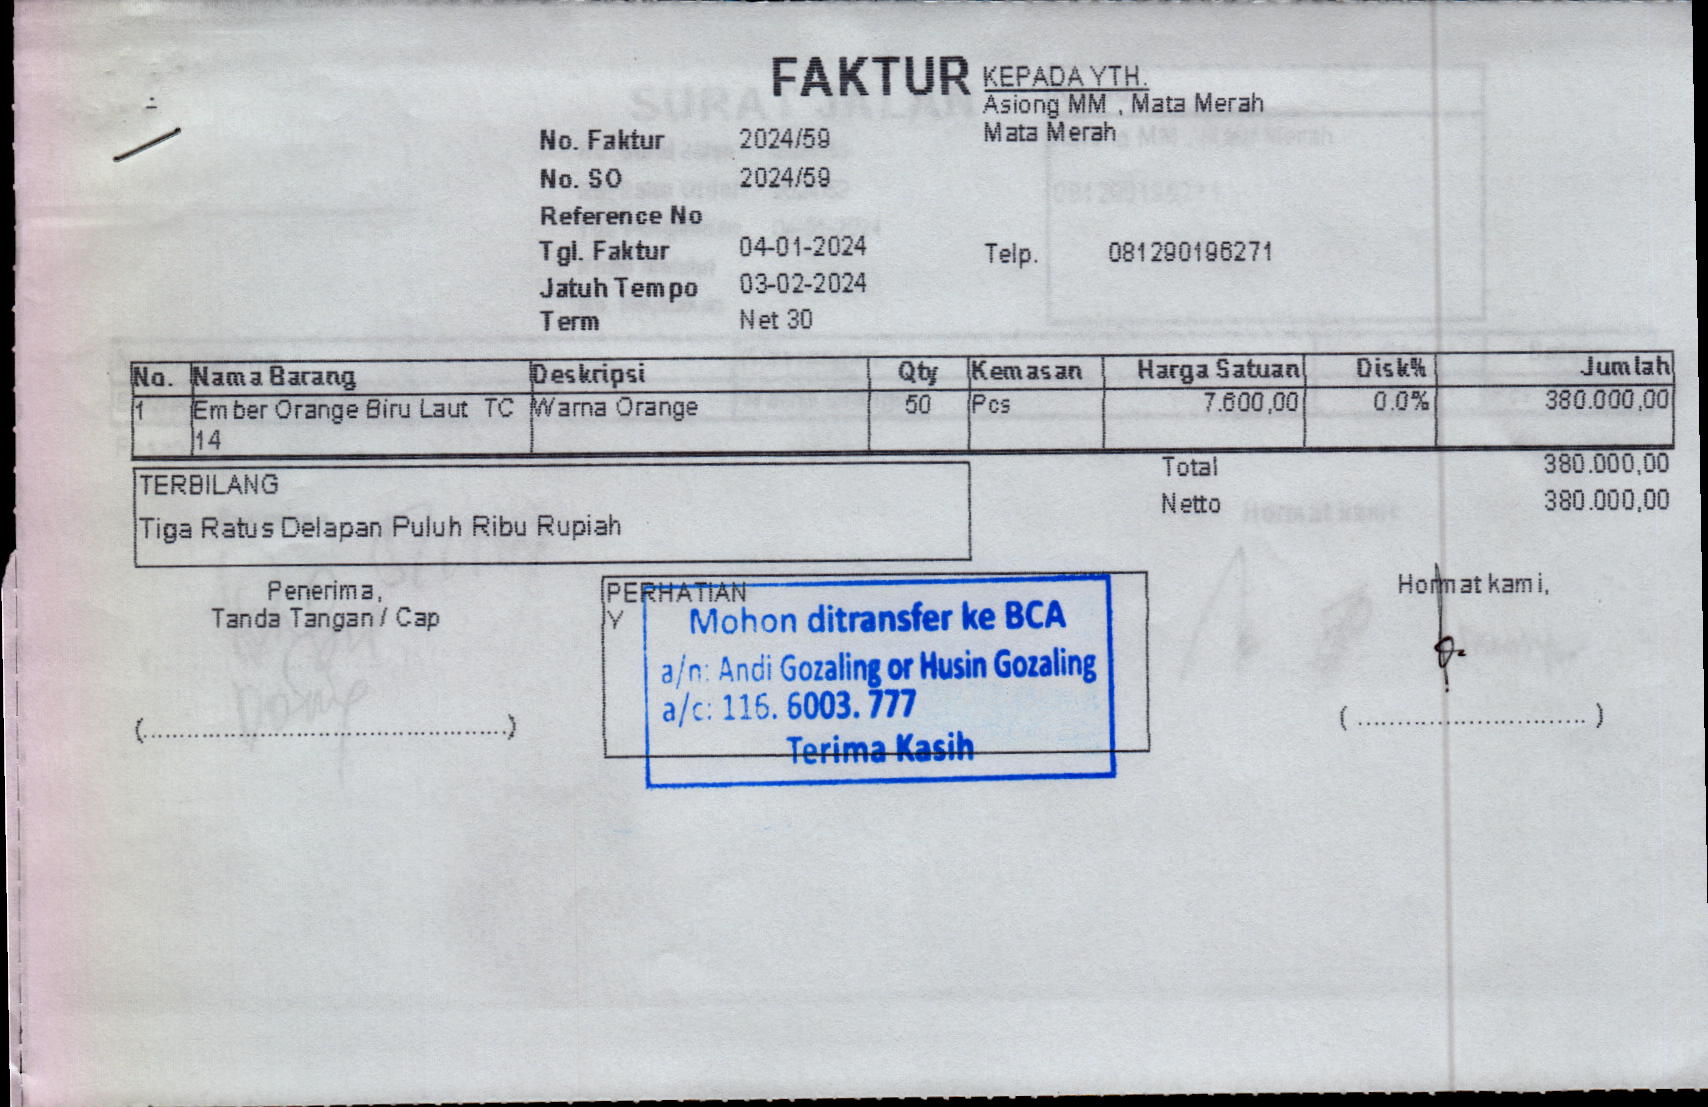 FAKTUR
KEPADA YTH.
Asiong MM , Mata Merah
Mata Merah
No. Faktur 2024/59
No. SO 2024/59
Reference No
Tgl. Faktur 04-01-2024
Telp. 081290196271
Jatuh Tempo 03-02-2024
Term Net 30
No. Nama Barang Deskripsi Qty Kemasan Harga Satuan Disk% Jumlah
1 Ember Orange Biru Laut TC Warna Orange 50 Pcs 7.600,00 0.0% 380.000,00
14
Total 380.000,00
TERBILANG
Netto 380.000,00
Tiga Ratus Delapan Puluh Ribu Rupiah
Penerima,
Tanda Tangan / Cap
PERHATIAN
Y
Mohon ditransfer ke BCA
a/n: Andi Gozaling or Husin Gozaling
a/c: 116. 6003. 777
Terima Kasih
Hormat kami,
(.................................................)
( ............................... )